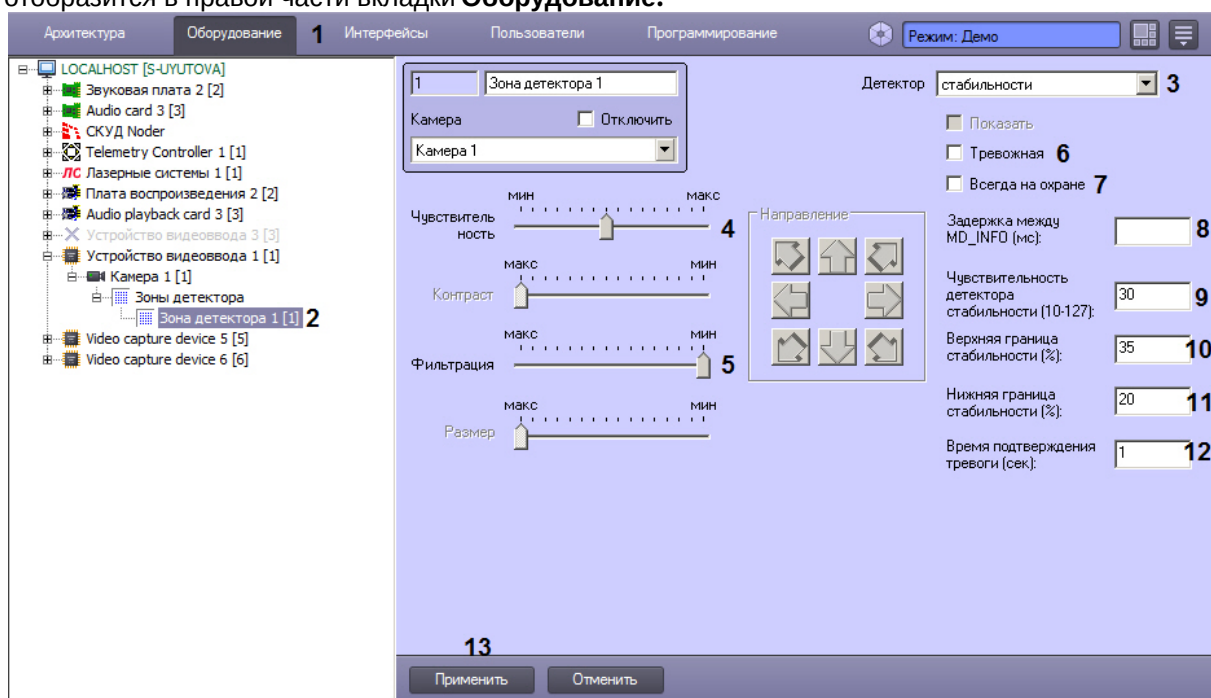 отобразится в правой части вкладки Оборудование.
Архитектура Оборудование 1 Интерфейсы Пользователи Программирование Режим: Демо
LOCALHOST [S-UYUTOVA]
Звуковая плата 2 [2]
Audio card 3 [3]
СКУД Noder
Telemetry Controller 1 [1]
ЛС Лазерные системы 1 [1]
Плата воспроизведения 2 [2]
Audio playback card 3 [3]
Устройство видеоввода 3 [3]
Устройство видеоввода 1 [1]
Камера 1 [1]
Зоны детектора
Зона детектора 1 [1] 2
Video capture device 5 [5]
Video capture device 6 [6]
1 Зона детектора 1
Камера Отключить
Камера 1
мин макс
Чувствитель
ность 4
макс мин
Контраст
макс мин
Фильтрация 5
макс мин
Размер
Направление
Детектор стабильности 3
Показать
Тревожная 6
Всегда на охране 7
Задержка между
MD_INFO (мс): 8
Чувствительность
детектора
стабильности (10-127): 30 9
Верхняя граница
стабильности (%): 35 10
Нижняя граница
стабильности (%): 20 11
Время подтверждения
тревоги (сек): 1 12
13
Применить Отменить